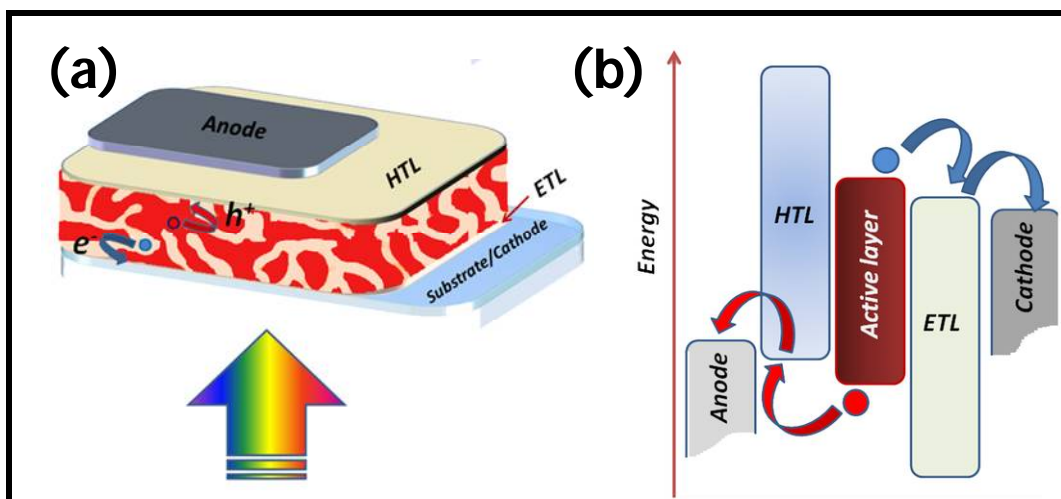 (a)
Anode
HTL
ETL
h+
e-
Substrate/Cathode
(b)
Energy
HTL
Active layer
ETL
Anode
Cathode